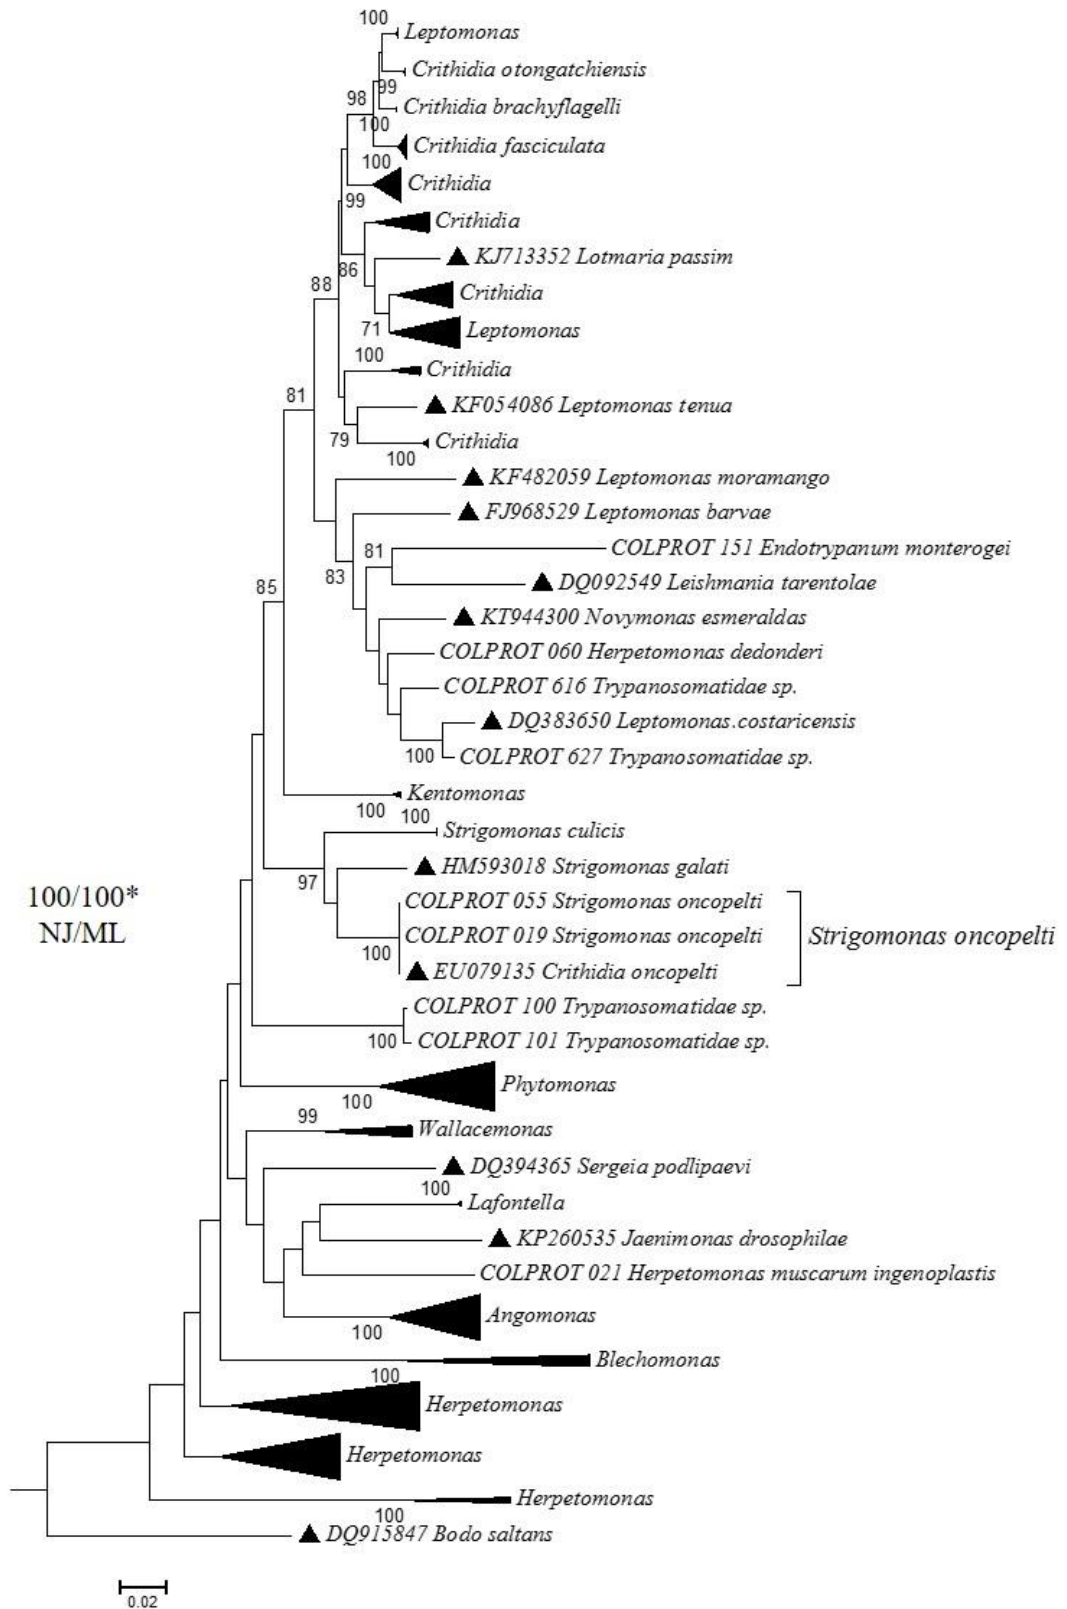 100
Leptomonas
Crithidia otongatchiensis
99
98
Crithidia brachyflagelli
100
Crithidia fasciculata
100
Crithidia
99
Crithidia
KJ713352 Lotmaria passim
86
88
Crithidia
71
Leptomonas
100
Crithidia
81
KF054086 Leptomonas tenua
79
Crithidia
100
KF482059 Leptomonas moramango
FJ968529 Leptomonas barvae
81
COLPROT 151 Endotrypanum monterogei
83
DQ092549 Leishmania tarentolae
85
KT944300 Novymonas esmeraldas
COLPROT 060 Herpetomonas dedonderi
COLPROT 616 Trypanosomatidae sp.
DQ383650 Leptomonas.costaricensis
100
COLPROT 627 Trypanosomatidae sp.
Kentomonas
100
100
Strigomonas culicis
HM593018 Strigomonas galati
97
100/100*
NJ/ML
COLPROT 055 Strigomonas oncopelti
COLPROT 019 Strigomonas oncopelti
Strigomonas oncopelti
100
EU079135 Crithidia oncopelti
COLPROT 100 Trypanosomatidae sp.
100
COLPROT 101 Trypanosomatidae sp.
Phytomonas
100
99
Wallacemonas
DQ394365 Sergeia podlipaevi
100
Lafontella
KP260535 Jaenimonas drosophilae
COLPROT 021 Herpetomonas muscarum ingenoplastis
Angomonas
100
Blechomonas
100
Herpetomonas
Herpetomonas
Herpetomonas
100
DQ915847 Bodo saltans
0.02